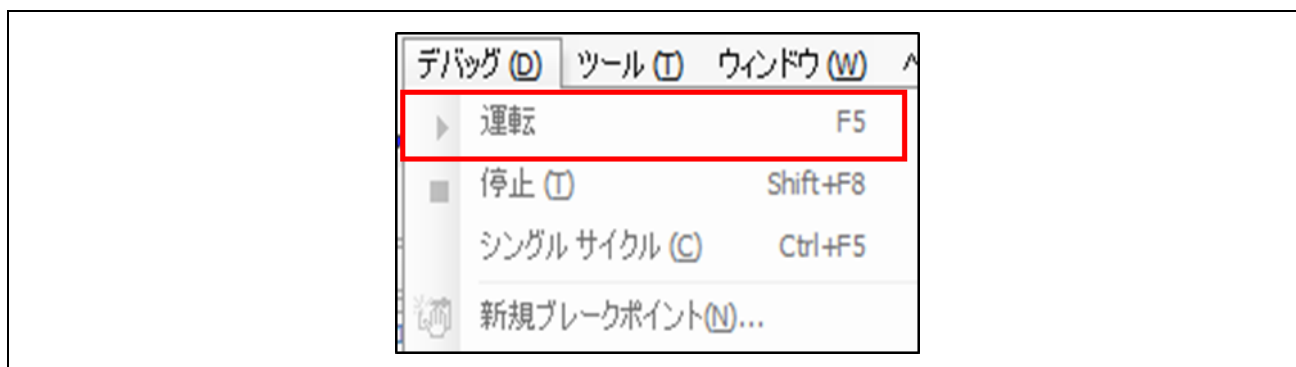 デバッグ (D) ツール (T) ウィンドウ (W) ヘ
運転 F5
停止 (T) Shift+F8
シングル サイクル (C) Ctrl+F5
新規ブレークポイント(N)...